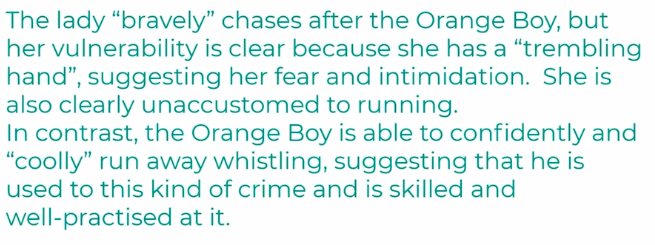 The lady “bravely” chases after the Orange Boy, but
her vulnerability is clear because she has a “trembling
hand”, suggesting her fear and intimidation.  She is
also clearly unaccustomed to running.
In contrast, the Orange Boy is able to confidently and
“coolly” run away whistling, suggesting that he is
used to this kind of crime and is skilled and
well-practised at it.